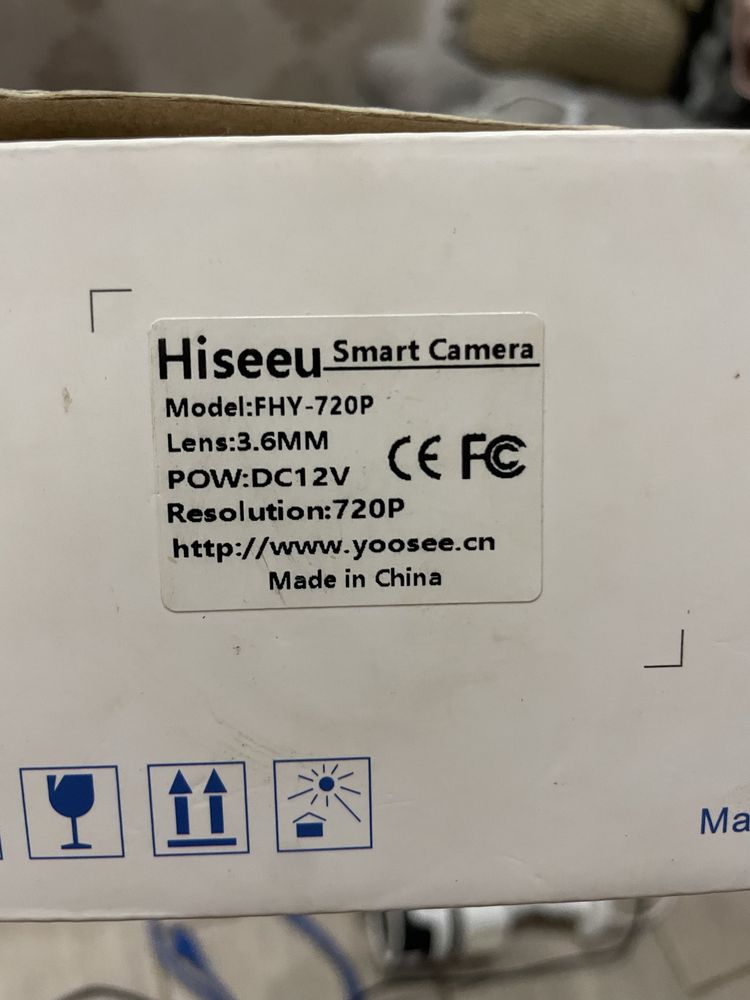 Hiseeu Smart Camera
Model:FHY-720P
Lens:3.6MM
CE FC
POW:DC12V
Resolution:720P
http://www.yoosee.cn
Made in China
Ma